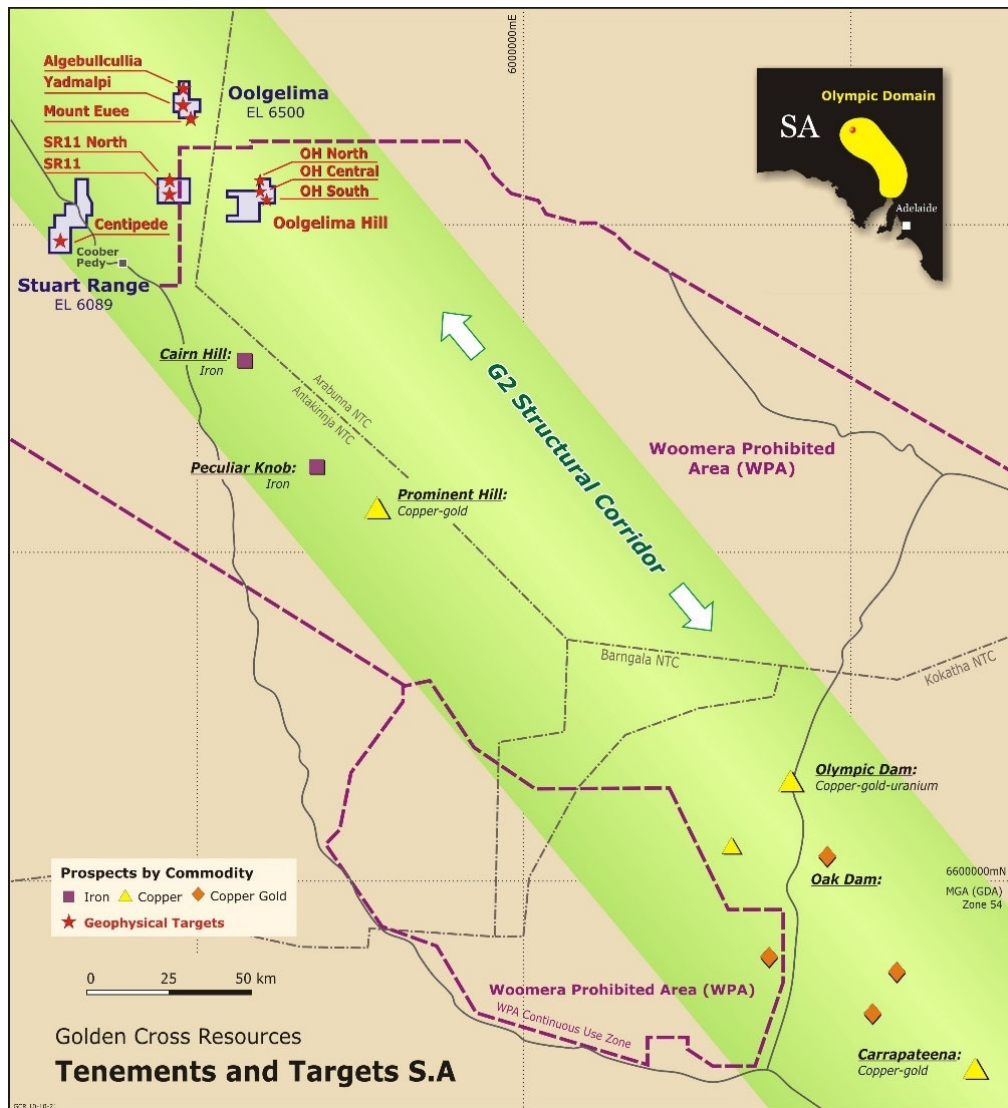 6000000mE
Algebullcullia
Yadmalpi
Mount Euee
SR11 North
SR11
Oolgelima
EL 6500
OH North
OH Central
OH South
Oolgelima Hill
Centipede
Coober
Pedy
Stuart Range
EL 6089
Olympic Domain
SA
Adelaide
Cairn Hill:
Iron
Arabunna NTC
Antakirinja NTC
G2 Structural Corridor
Peculiar Knob:
Iron
Prominent Hill:
Copper-gold
Woomera Prohibited
Area (WPA)
Barngala NTC
Kokatha NTC
Olympic Dam:
Copper-gold-uranium
Oak Dam:
6600000mN
MGA (GDA)
Zone 54
Prospects by Commodity
Iron Copper Copper Gold
Geophysical Targets
0 25 50 km
Woomera Prohibited Area (WPA)
WPA Continuous Use Zone
Carrapateena:
Copper-gold
Golden Cross Resources
Tenements and Targets S.A
GCR 10-10-21